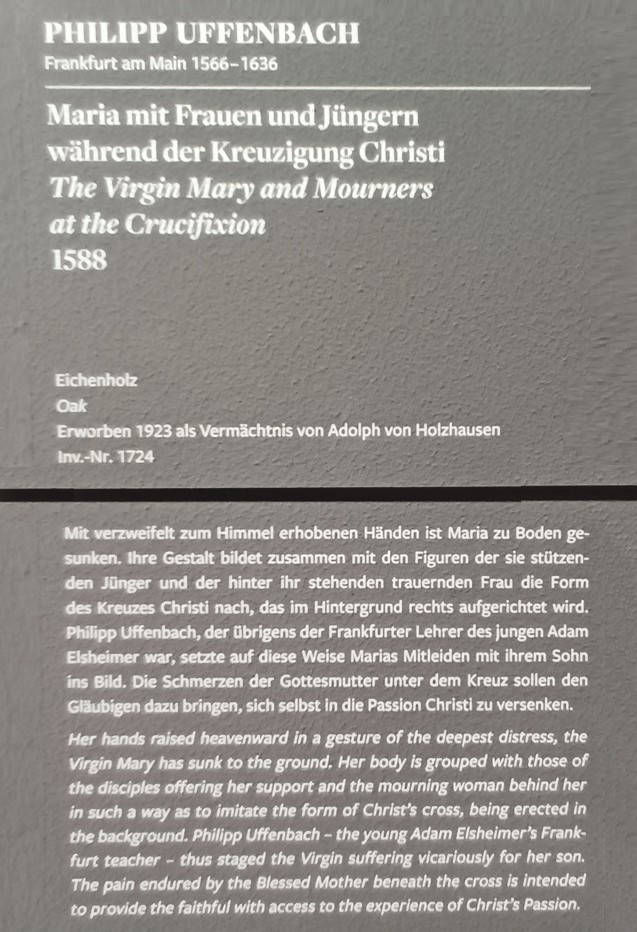 PHILIPP UFFENBACH
Frankfurt am Main 1566–1636
Maria mit Frauen und Jüngern
während der Kreuzigung Christi
The Virgin Mary and Mourners
at the Crucifixion
1588
Eichenholz
Oak
Erworben 1923 als Vermächtnis von Adolph von Holzhausen
Inv.-Nr. 1724
Mit verzweifelt zum Himmel erhobenen Händen ist Maria zu Boden ge-
sunken. Ihre Gestalt bildet zusammen mit den Figuren der sie stützen-
den Jünger und der hinter ihr stehenden trauernden Frau die Form
des Kreuzes Christi nach, das im Hintergrund rechts aufgerichtet wird.
Philipp Uffenbach, der übrigens der Frankfurter Lehrer des jungen Adam
Elsheimer war, setzte auf diese Weise Marias Mitleiden mit ihrem Sohn
ins Bild. Die Schmerzen der Gottesmutter unter dem Kreuz sollen den
Gläubigen dazu bringen, sich selbst in die Passion Christi zu versenken.
Her hands raised heavenward in a gesture of the deepest distress, the
Virgin Mary has sunk to the ground. Her body is grouped with those of
the disciples offering her support and the mourning woman behind her
in such a way as to imitate the form of Christ's cross, being erected in
the background. Philipp Uffenbach – the young Adam Elsheimer's Frank-
furt teacher – thus staged the Virgin suffering vicariously for her son.
The pain endured by the Blessed Mother beneath the cross is intended
to provide the faithful with access to the experience of Christ's Passion.